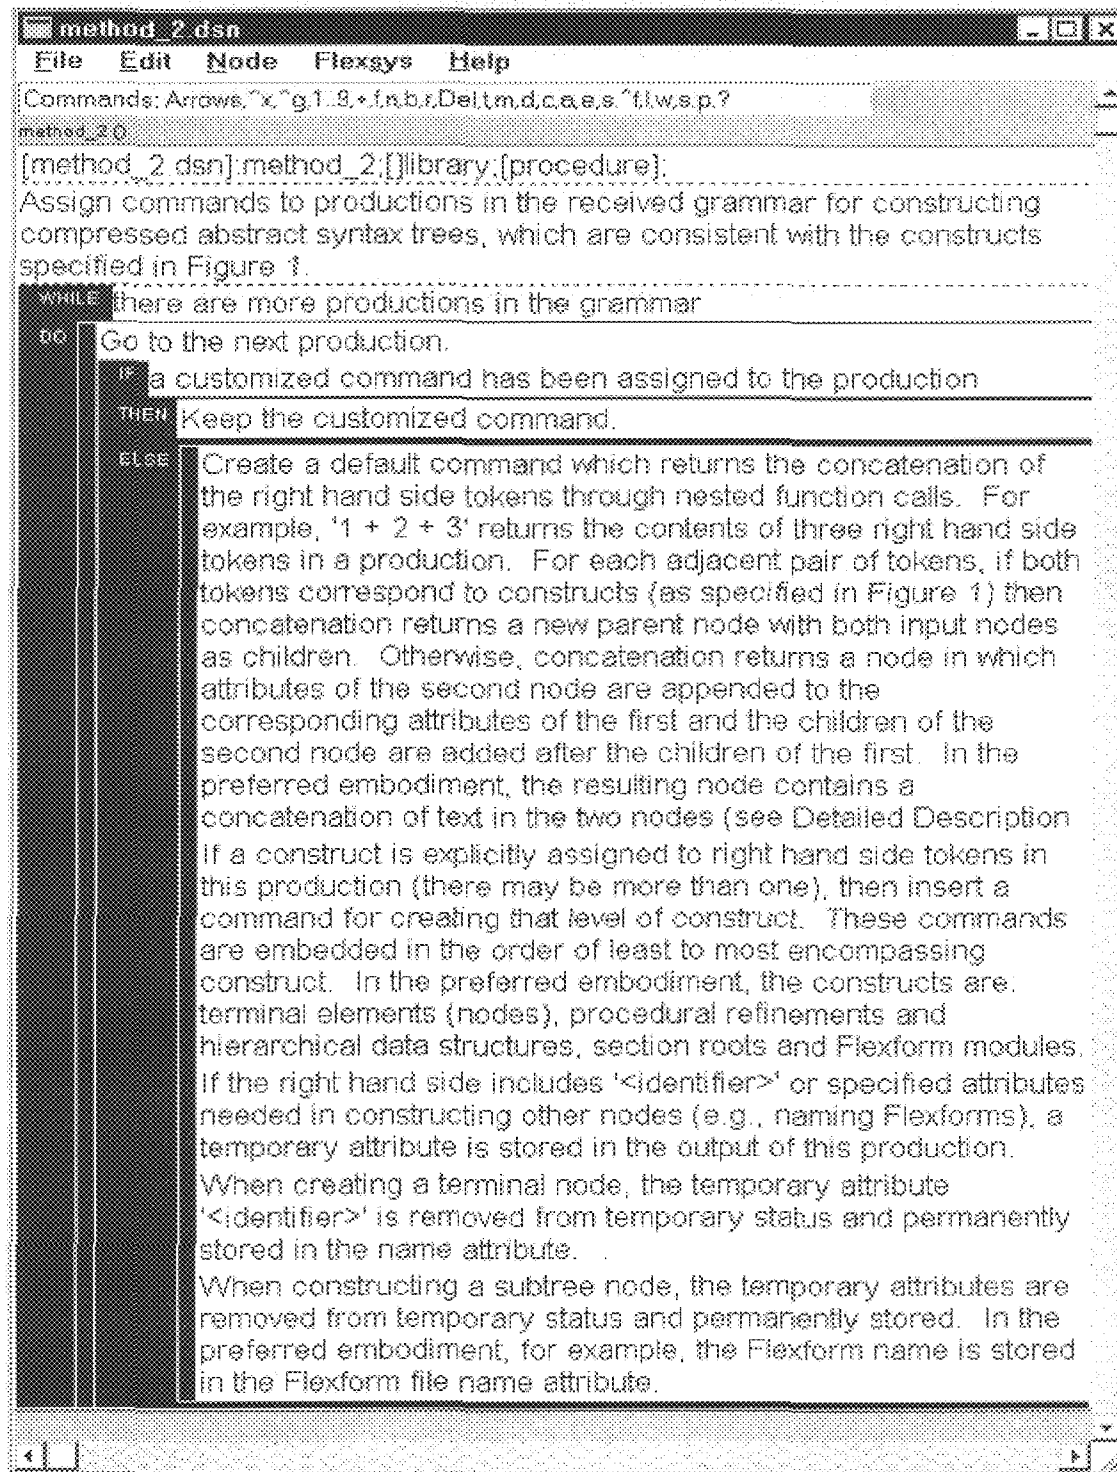 method_2.dsn
File Edit Node Flexsys Help
Commands: Arrows,^x,^g,1..9,+,f,n,b,r,Del,t,m,d,c,a,e,s,^f,l,w,s,p,?
method_2()
[method_2.dsn]:method_2;[]library;[procedure];
Assign commands to productions in the received grammar for constructing
compressed abstract syntax trees, which are consistent with the constructs
specified in Figure 1.
WHILE there are more productions in the grammar
DO Go to the next production.
IF a customized command has been assigned to the production
THEN Keep the customized command.
ELSE Create a default command which returns the concatenation of
the right hand side tokens through nested function calls. For
example, '1 + 2 + 3' returns the contents of three right hand side
tokens in a production. For each adjacent pair of tokens, if both
tokens correspond to constructs (as specified in Figure 1) then
concatenation returns a new parent node with both input nodes
as children. Otherwise, concatenation returns a node in which
attributes of the second node are appended to the
corresponding attributes of the first and the children of the
second node are added after the children of the first. In the
preferred embodiment, the resulting node contains a
concatenation of text in the two nodes (see Detailed Description
If a construct is explicitly assigned to right hand side tokens in
this production (there may be more than one), then insert a
command for creating that level of construct. These commands
are embedded in the order of least to most encompassing
construct. In the preferred embodiment, the constructs are:
terminal elements (nodes), procedural refinements and
hierarchical data structures, section roots and Flexform modules.
If the right hand side includes '<identifier>' or specified attributes
needed in constructing other nodes (e.g., naming Flexforms), a
temporary attribute is stored in the output of this production.
When creating a terminal node, the temporary attribute
'<identifier>' is removed from temporary status and permanently
stored in the name attribute.
When constructing a subtree node, the temporary attributes are
removed from temporary status and permanently stored. In the
preferred embodiment, for example, the Flexform name is stored
in the Flexform file name attribute.